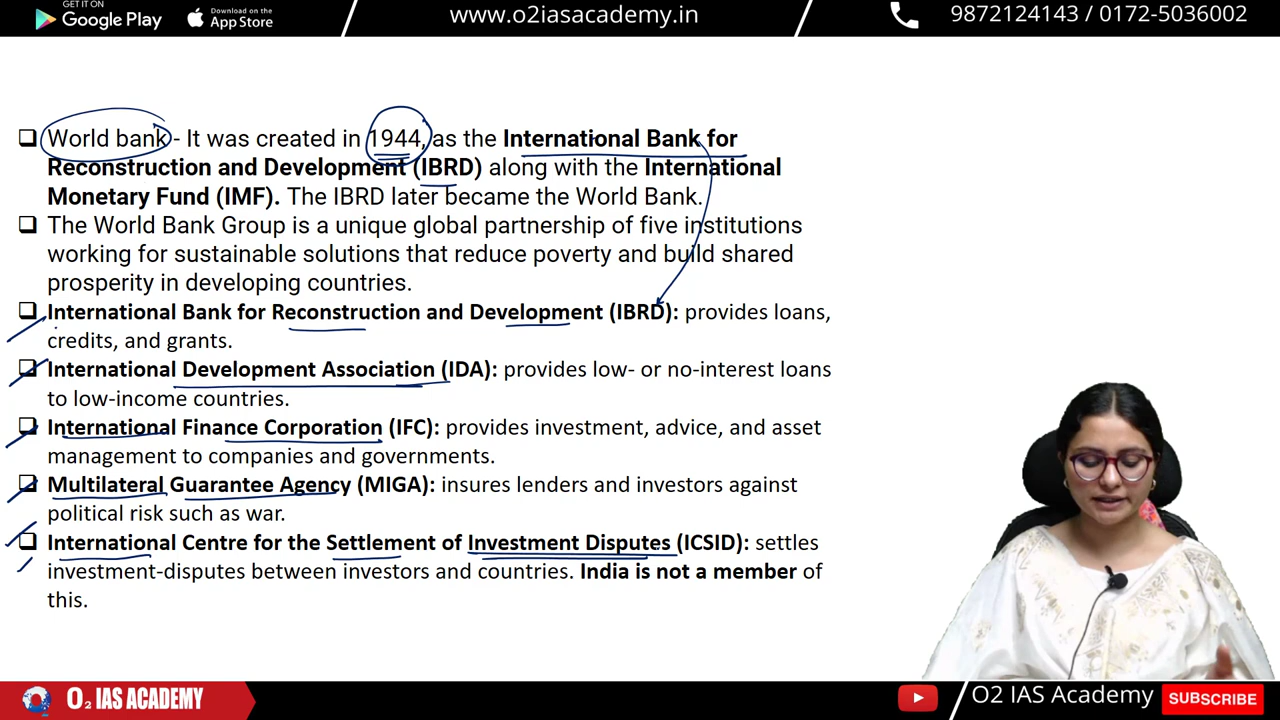 GET IT ON
Google Play
Download on the
App Store
www.o2iasacademy.in
9872124143 / 0172-5036002
World bank - It was created in 1944, as the International Bank for
Reconstruction and Development (IBRD) along with the International
Monetary Fund (IMF). The IBRD later became the World Bank.
The World Bank Group is a unique global partnership of five institutions
working for sustainable solutions that reduce poverty and build shared
prosperity in developing countries.
International Bank for Reconstruction and Development (IBRD): provides loans,
credits, and grants.
International Development Association (IDA): provides low- or no-interest loans
to low-income countries.
International Finance Corporation (IFC): provides investment, advice, and asset
management to companies and governments.
Multilateral Guarantee Agency (MIGA): insures lenders and investors against
political risk such as war.
International Centre for the Settlement of Investment Disputes (ICSID): settles
investment-disputes between investors and countries. India is not a member of
this.
O2 IAS ACADEMY
O2 IAS Academy
SUBSCRIBE